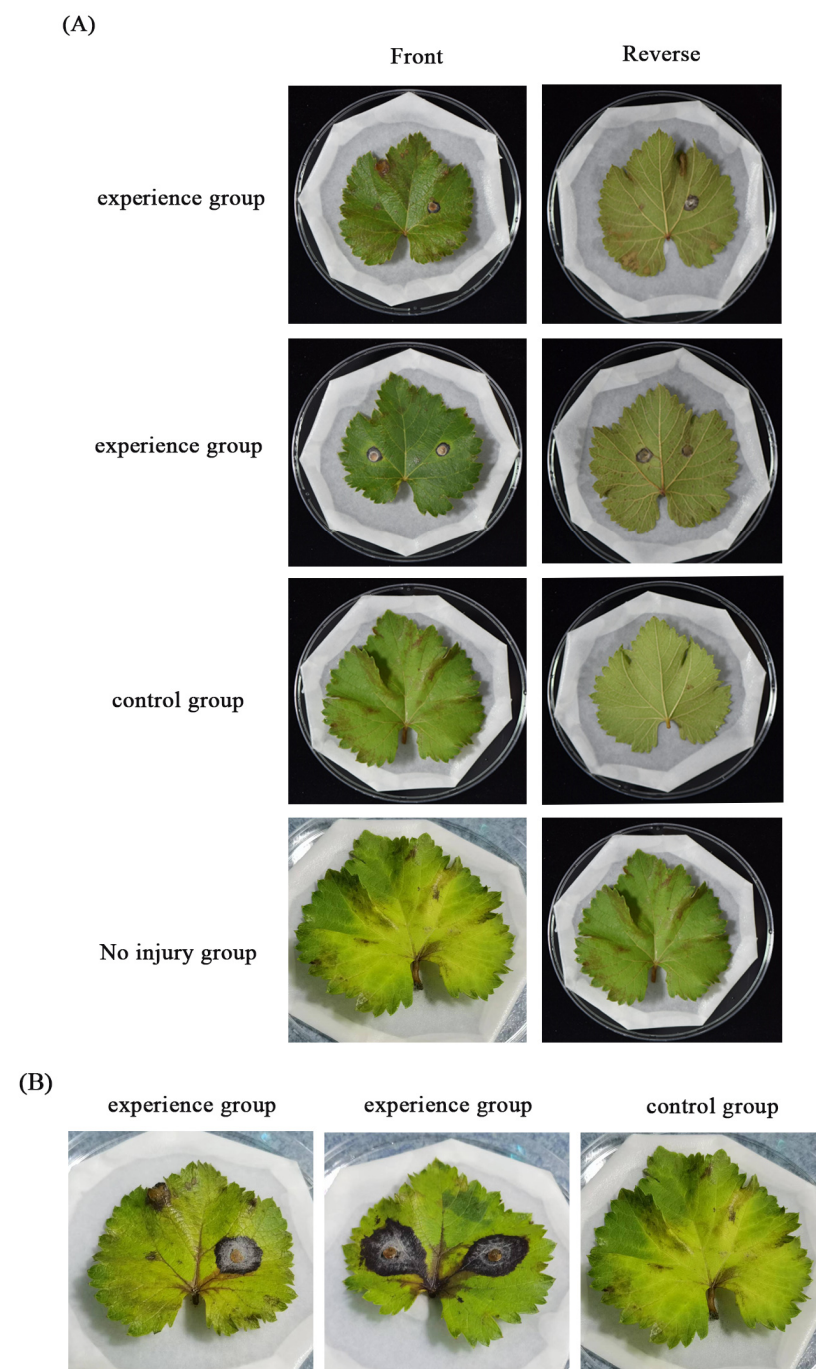 (A)
Front
Reverse
experience group
experience group
control group
No injury group
(B)
experience group
experience group
control group